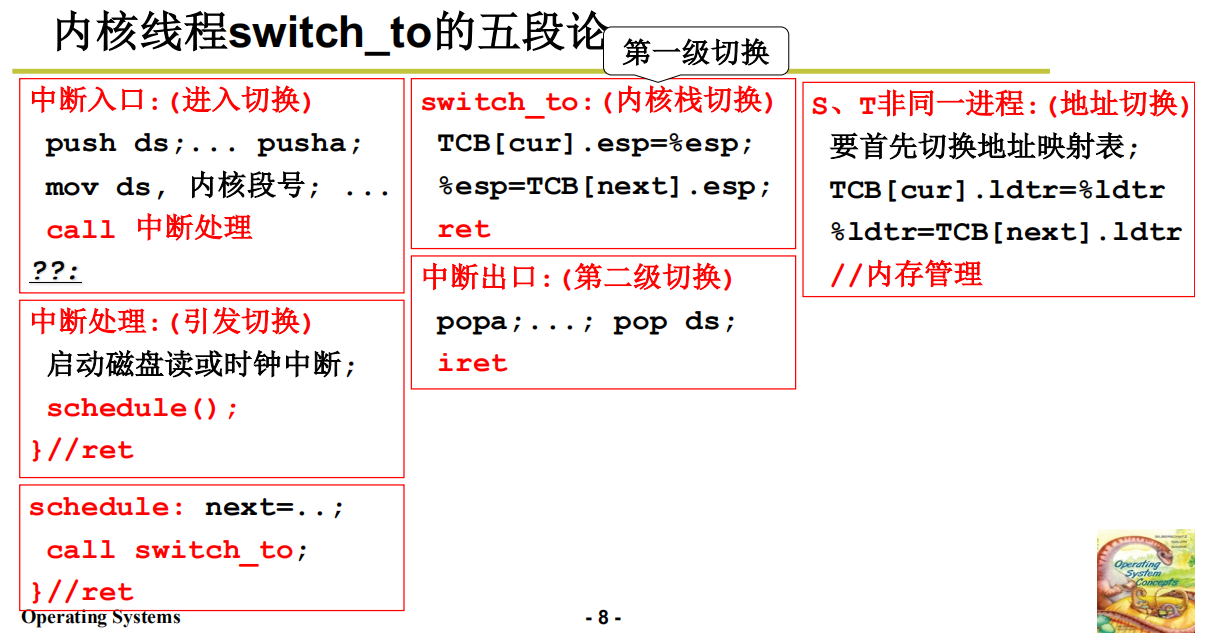 内核线程switch_to的五段论
第一级切换
中断入口:(进入切换)
push ds;... pusha;
mov ds, 内核段号; ...
call 中断处理
??:
中断处理:(引发切换)
启动磁盘读或时钟中断;
schedule();
}//ret
schedule: next=..;
call switch_to;
}//ret
switch_to:(内核栈切换)
TCB[cur].esp=%esp;
%esp=TCB[next].esp;
ret
中断出口:(第二级切换)
popa;...; pop ds;
iret
S、T非同一进程:(地址切换)
要首先切换地址映射表;
TCB[cur].ldtr=%ldtr
%ldtr=TCB[next].ldtr
//内存管理
Operating
System
Concepts
Operating Systems
- 8 -